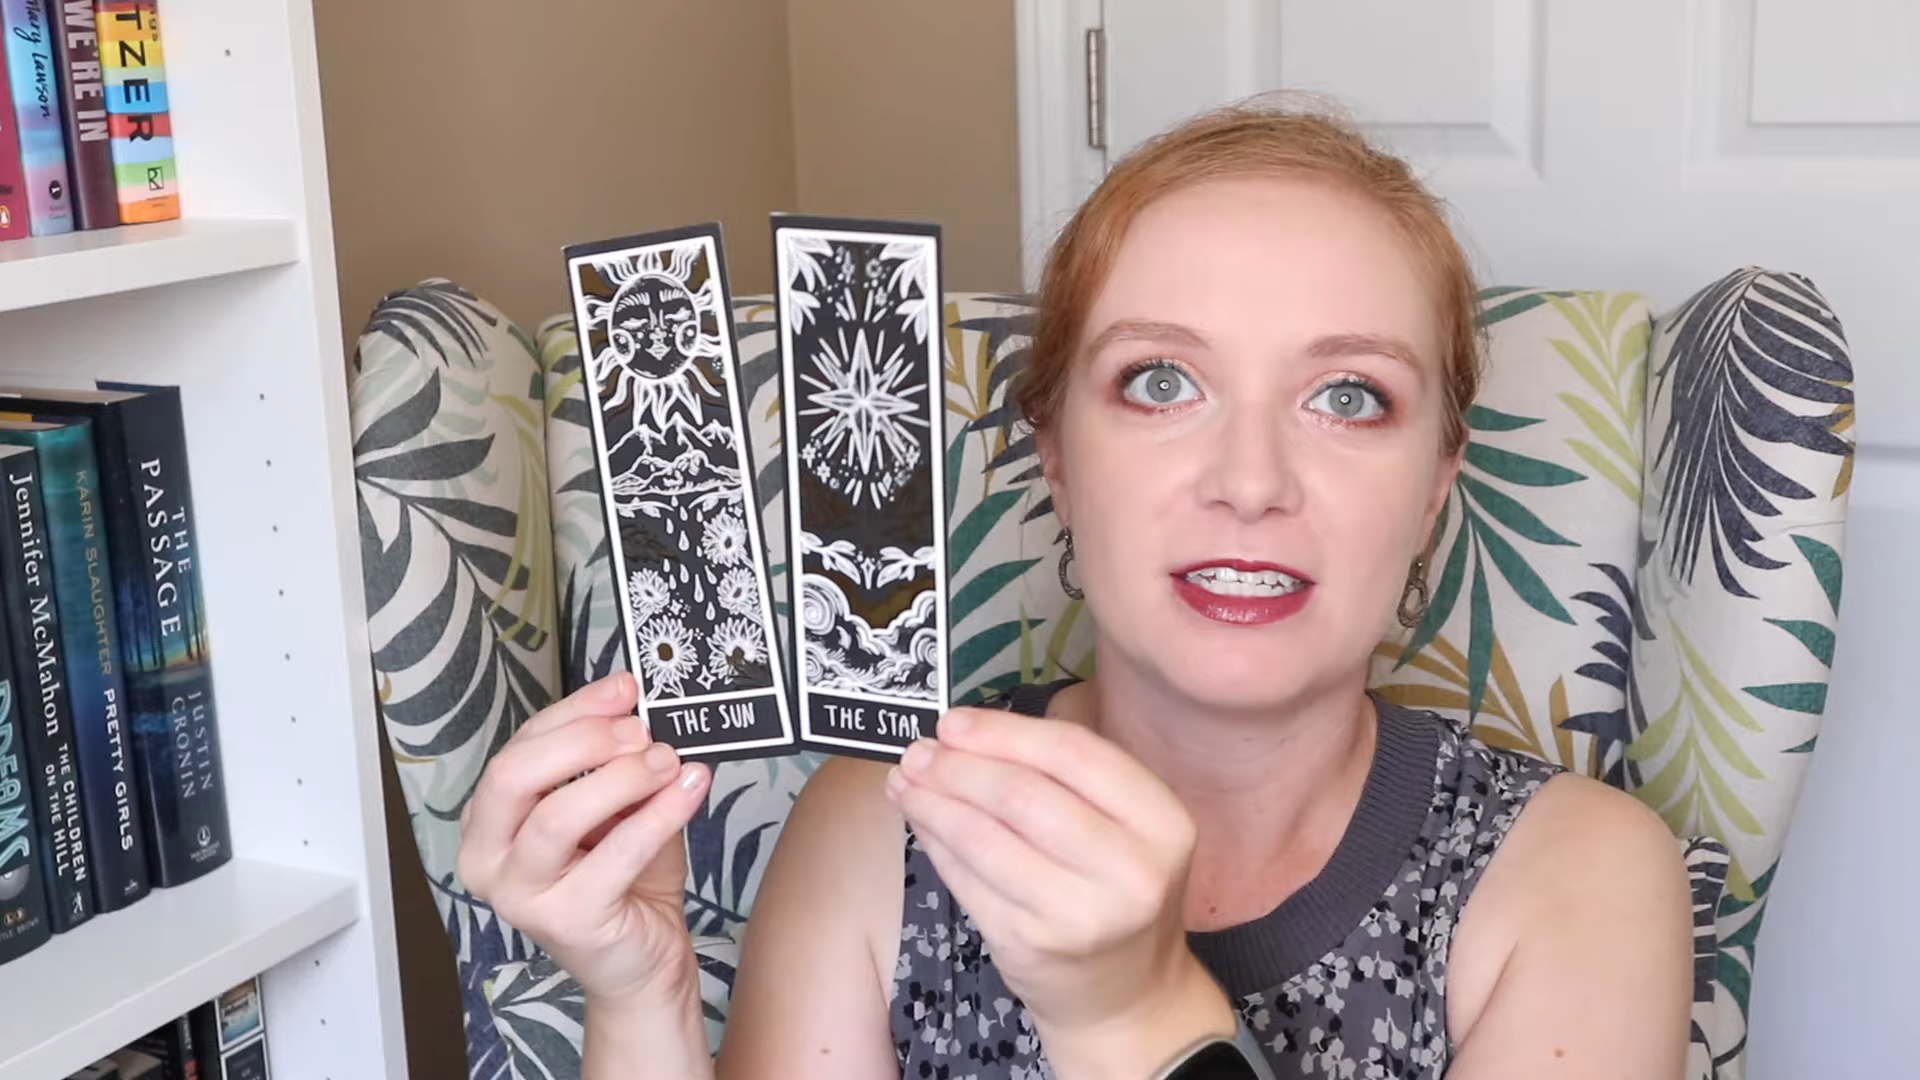 Mary Lawson
WE'RE IN
TZER
Jennifer McMahon
THE CHILDREN
ON THE HILL
KARIN SLAUGHTER
PRETTY GIRLS
THE
PASSAGE
JUSTIN
CRONIN
THE SUN
THE STAR